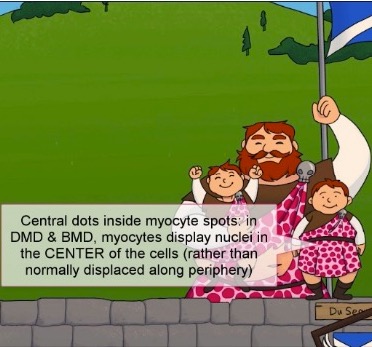 Central dots inside myocyte spots: in
DMD & BMD, myocytes display nuclei in
the CENTER of the cells (rather than
normally displaced along periphery)
Du